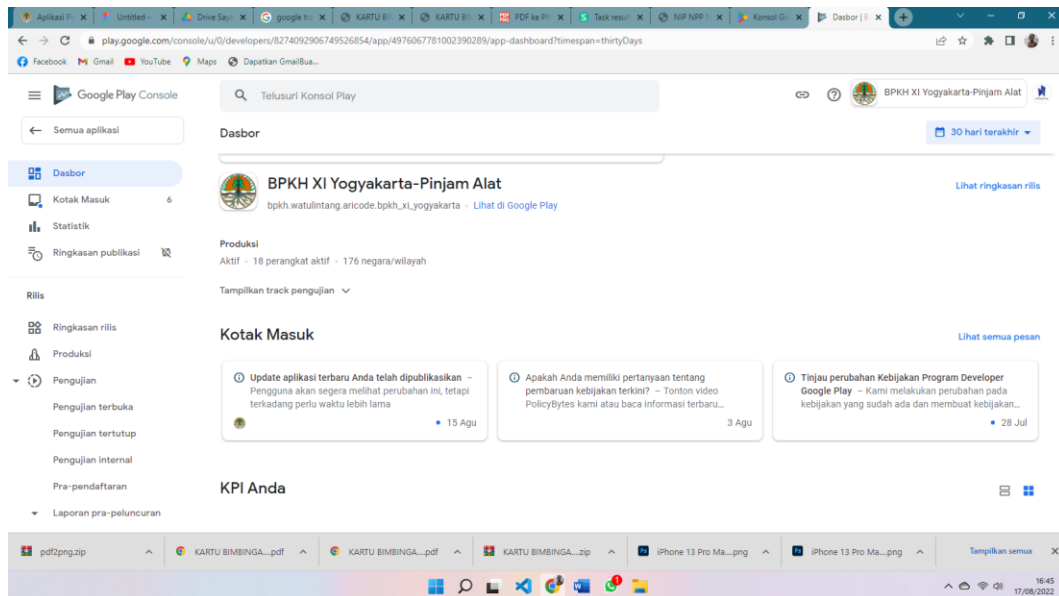 Aplikasi Pi
Untitled -
Drive Saya
google tra
KARTU BI
KARTU BI
PDF ke PN
Task result
NIP NPP
Konsol Go
Dasbor |
play.google.com/console/u/0/developers/8274092906749526854/app/4976067781002390289/app-dashboard?timespan=thirtyDays
Facebook Gmail YouTube Maps Dapatkan GmailBua...
Google Play Console
Telusuri Konsol Play
BPKH XI Yogyakarta-Pinjam Alat
Semua aplikasi
Dasbor
30 hari terakhir
Dasbor
Kotak Masuk 6
Statistik
Ringkasan publikasi
Rilis
Ringkasan rilis
Produksi
Pengujian
Pengujian terbuka
Pengujian tertutup
Pengujian internal
Pra-pendaftaran
Laporan pra-peluncuran
BPKH XI Yogyakarta-Pinjam Alat
Lihat ringkasan rilis
bpkh.watulintang.aricode.bpkh_xi_yogyakarta - Lihat di Google Play
Produksi
Aktif · 18 perangkat aktif · 176 negara/wilayah
Tampilkan track pengujian
Kotak Masuk
Lihat semua pesan
Update aplikasi terbaru Anda telah dipublikasikan –
Pengguna akan segera melihat perubahan ini, tetapi
terkadang perlu waktu lebih lama
15 Agu
Apakah Anda memiliki pertanyaan tentang
pembaruan kebijakan terkini? – Tonton video
PolicyBytes kami atau baca informasi terbaru...
3 Agu
Tinjau perubahan Kebijakan Program Developer
Google Play – Kami melakukan perubahan pada
kebijakan yang sudah ada dan membuat kebijakan...
28 Jul
KPI Anda
pdf2png.zip
KARTU BIMBINGA....pdf
KARTU BIMBINGA....pdf
KARTU BIMBINGA....zip
iPhone 13 Pro Ma....png
iPhone 13 Pro Ma....png
Tampilkan semua
16:45
17/08/2022